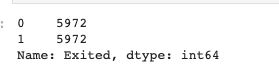 : 0    5972
1    5972
Name: Exited, dtype: int64